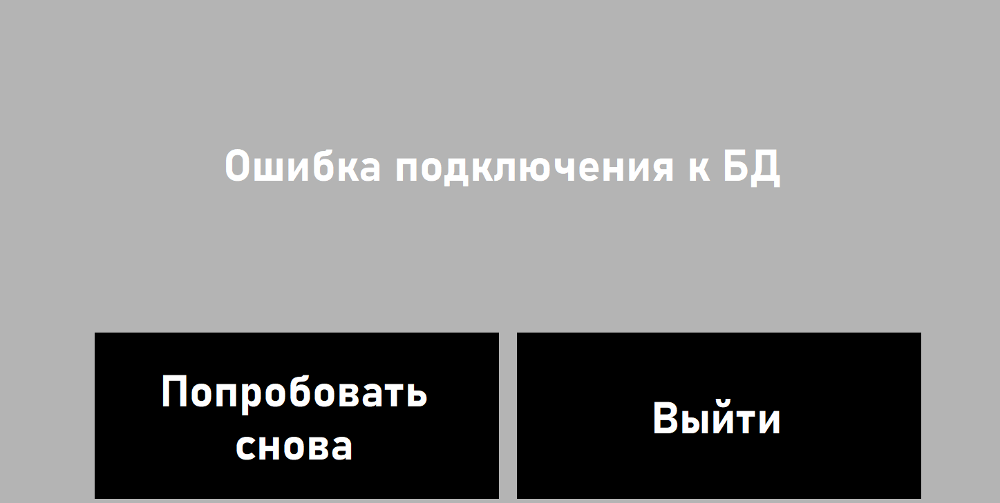 Ошибка подключения к БД
Попробовать
снова
Выйти